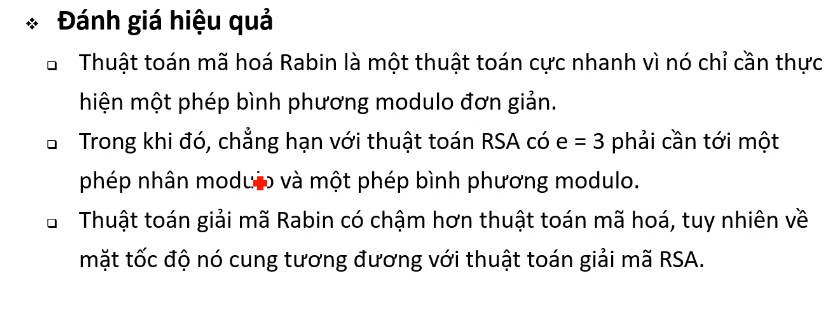 Đánh giá hiệu quả
Thuật toán mã hoá Rabin là một thuật toán cực nhanh vì nó chỉ cần thực
hiện một phép bình phương modulo đơn giản.
Trong khi đó, chẳng hạn với thuật toán RSA có e = 3 phải cần tới một
phép nhân modulo và một phép bình phương modulo.
Thuật toán giải mã Rabin có chậm hơn thuật toán mã hoá, tuy nhiên về
mặt tốc độ nó cung tương đương với thuật toán giải mã RSA.